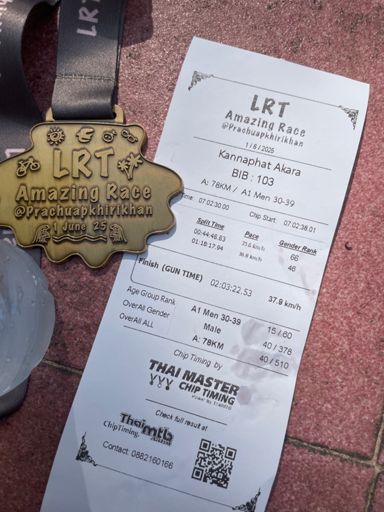 LRT
Amazing Race
@Prachuapkhirikhan
1 June 25
LRT
Amazing Race
@Prachuapkhirikhan
1 / 6 / 2025
Kannaphat Akara
BIB : 103
A: 78KM / A1 Men 30-39
07:02:30.00 Chip Start: 07:02:38.01
Split Time Pace Gender Rank
00:44:46.83 73.6 km/h 66
01:18:17.94 36.8 km/h 46
Finish (GUN TIME) 02:03:22.53 37.9 km/h
Age Group Rank A1 Men 30-39 15 / 60
OverAll Gender Male 40 / 378
OverAll ALL A: 78KM 40 / 510
Chip Timing by
THAI MASTER
CHIP TIMING
Check full result at
Thaimtb
ChipTiming.
Contact: 0882160166